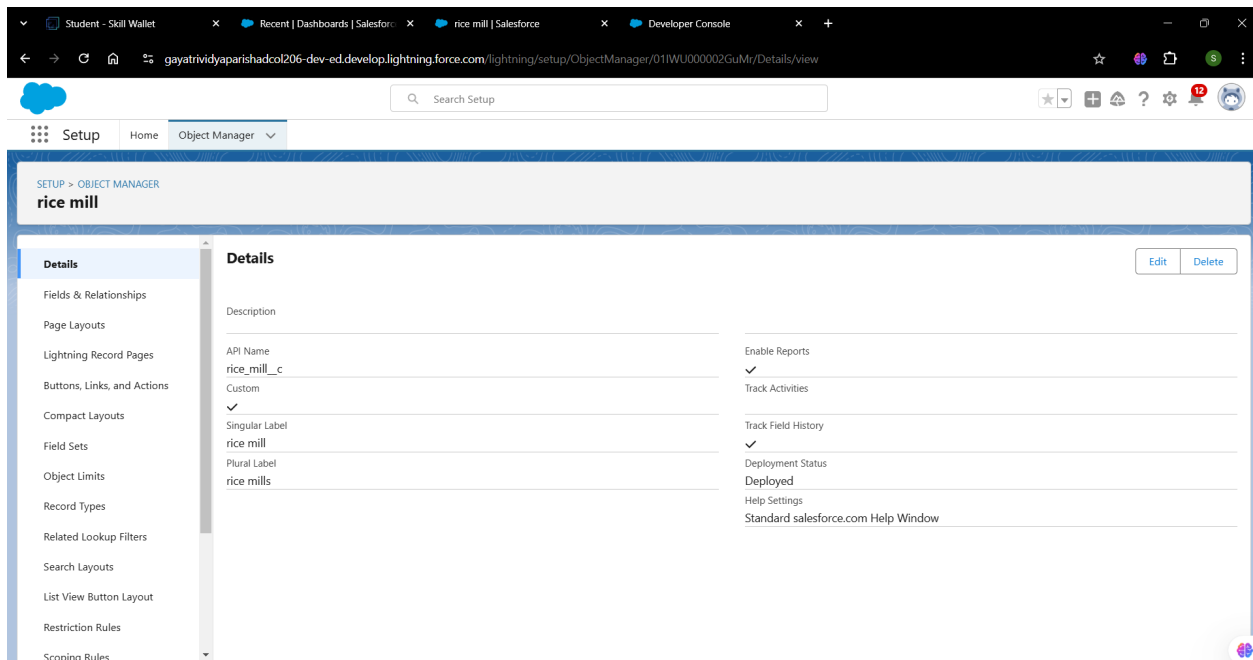 Student - Skill Wallet
Recent | Dashboards | Salesforc
rice mill | Salesforce
Developer Console
gayatrividyaparishadcol206-dev-ed.develop.lightning.force.com/lightning/setup/ObjectManager/01IWU000002GuMr/Details/view
S
Search Setup
12
Setup
Home
Object Manager
SETUP > OBJECT MANAGER
rice mill
Details
Fields & Relationships
Page Layouts
Lightning Record Pages
Buttons, Links, and Actions
Compact Layouts
Field Sets
Object Limits
Record Types
Related Lookup Filters
Search Layouts
List View Button Layout
Restriction Rules
Scoping Rules
Details
Edit
Delete
Description
API Name
rice_mill__c
Custom
Singular Label
rice mill
Plural Label
rice mills
Enable Reports
Track Activities
Track Field History
Deployment Status
Deployed
Help Settings
Standard salesforce.com Help Window